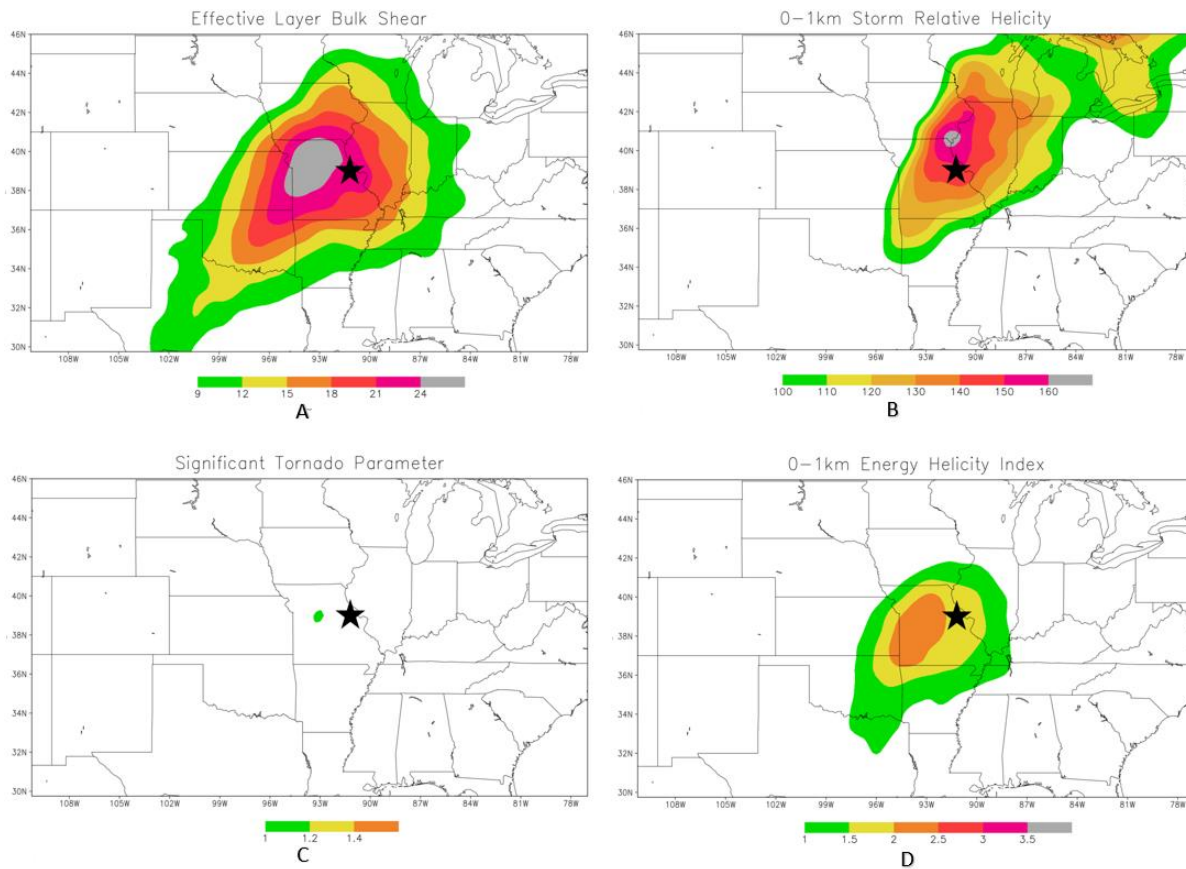 Effective Layer Bulk Shear
46N
44N
42N
40N
38N
36N
34N
32N
30N
108W 105W 102W 99W 96W 93W 90W 87W 84W 81W 78W
9 12 15 18 21 24
A
0-1km Storm Relative Helicity
46N
44N
42N
40N
38N
36N
34N
32N
30N
108W 105W 102W 99W 96W 93W 90W 87W 84W 81W 78W
100 110 120 130 140 150 160
B
Significant Tornado Parameter
46N
44N
42N
40N
38N
36N
34N
32N
30N
108W 105W 102W 99W 96W 93W 90W 87W 84W 81W 78W
1 1.2 1.4
C
0-1km Energy Helicity Index
46N
44N
42N
40N
38N
36N
34N
32N
30N
108W 105W 102W 99W 96W 93W 90W 87W 84W 81W 78W
1 1.5 2 2.5 3 3.5
D